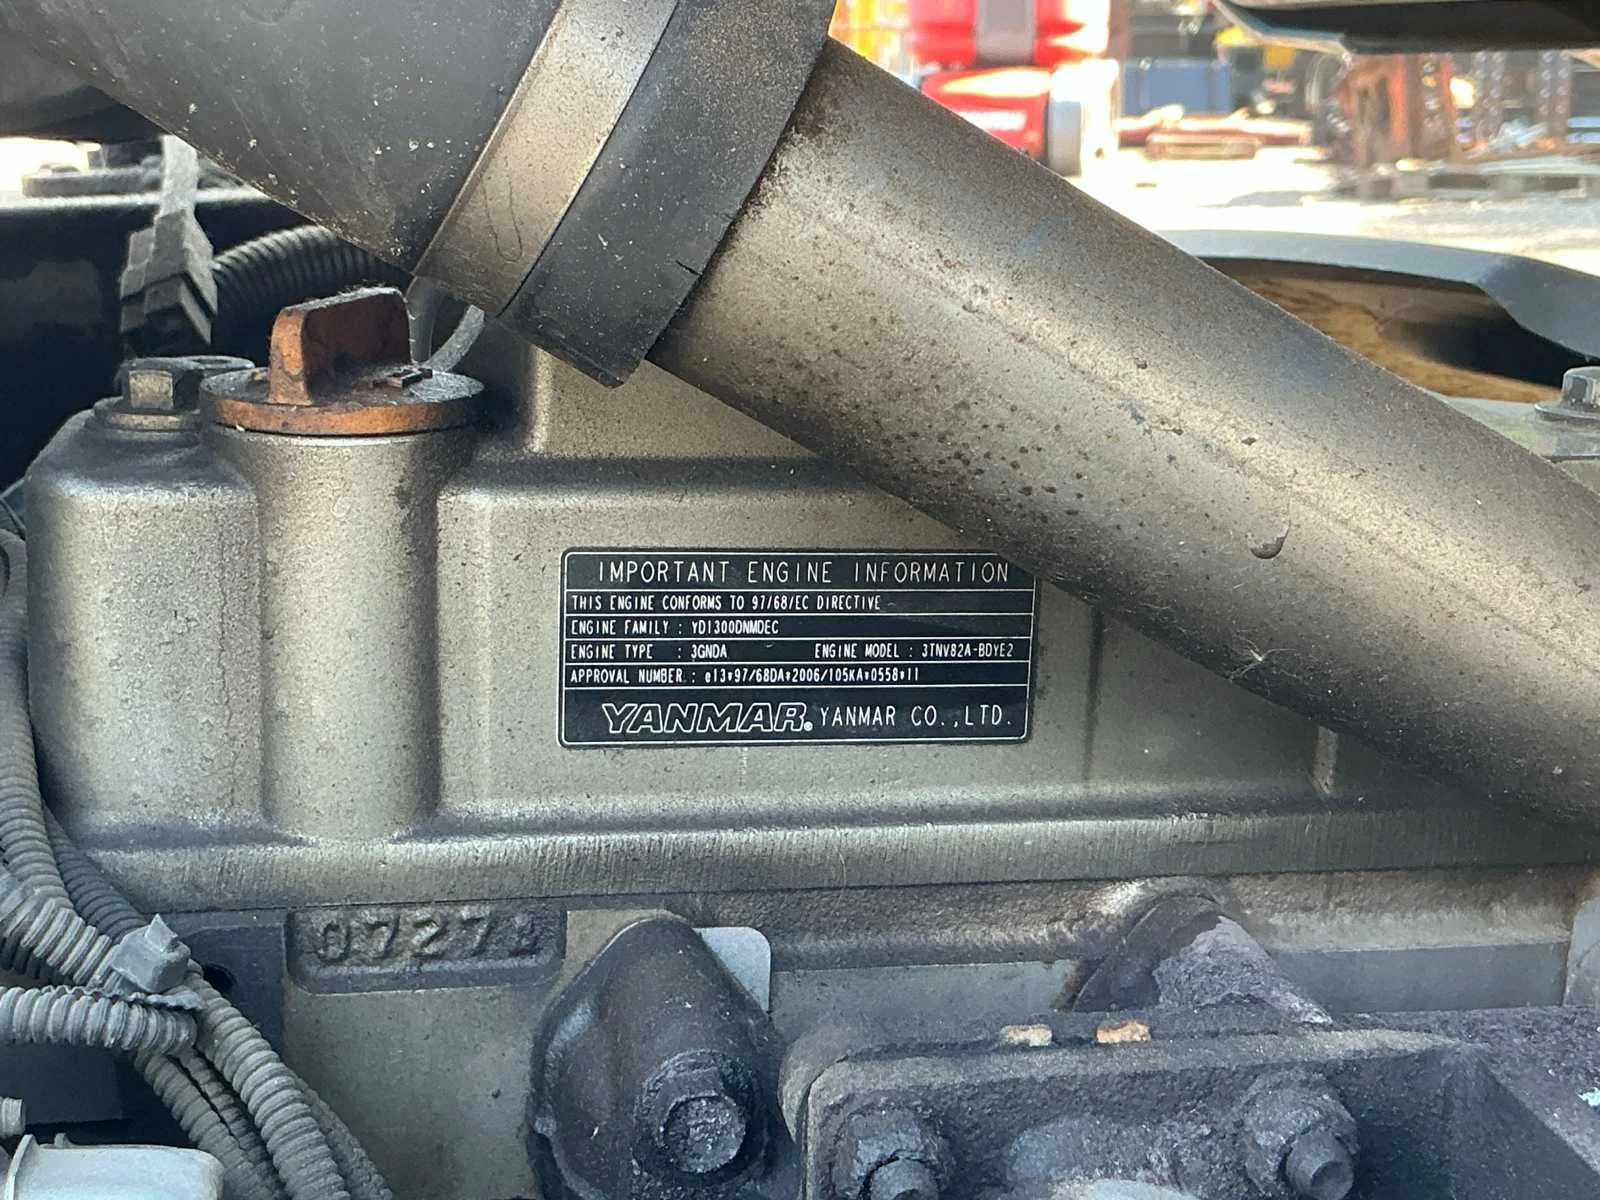 IMPORTANT ENGINE INFORMATION
THIS ENGINE CONFORMS TO 97/68/EC DIRECTIVE
ENGINE FAMILY : YDI300DNMDEC
ENGINE TYPE : 3GNDA ENGINE MODEL : 3TNV82A-BDYE2
APPROVAL NUMBER. : e13*97/68DA*2006/105KA*0558*11
YANMAR® YANMAR CO.,LTD.